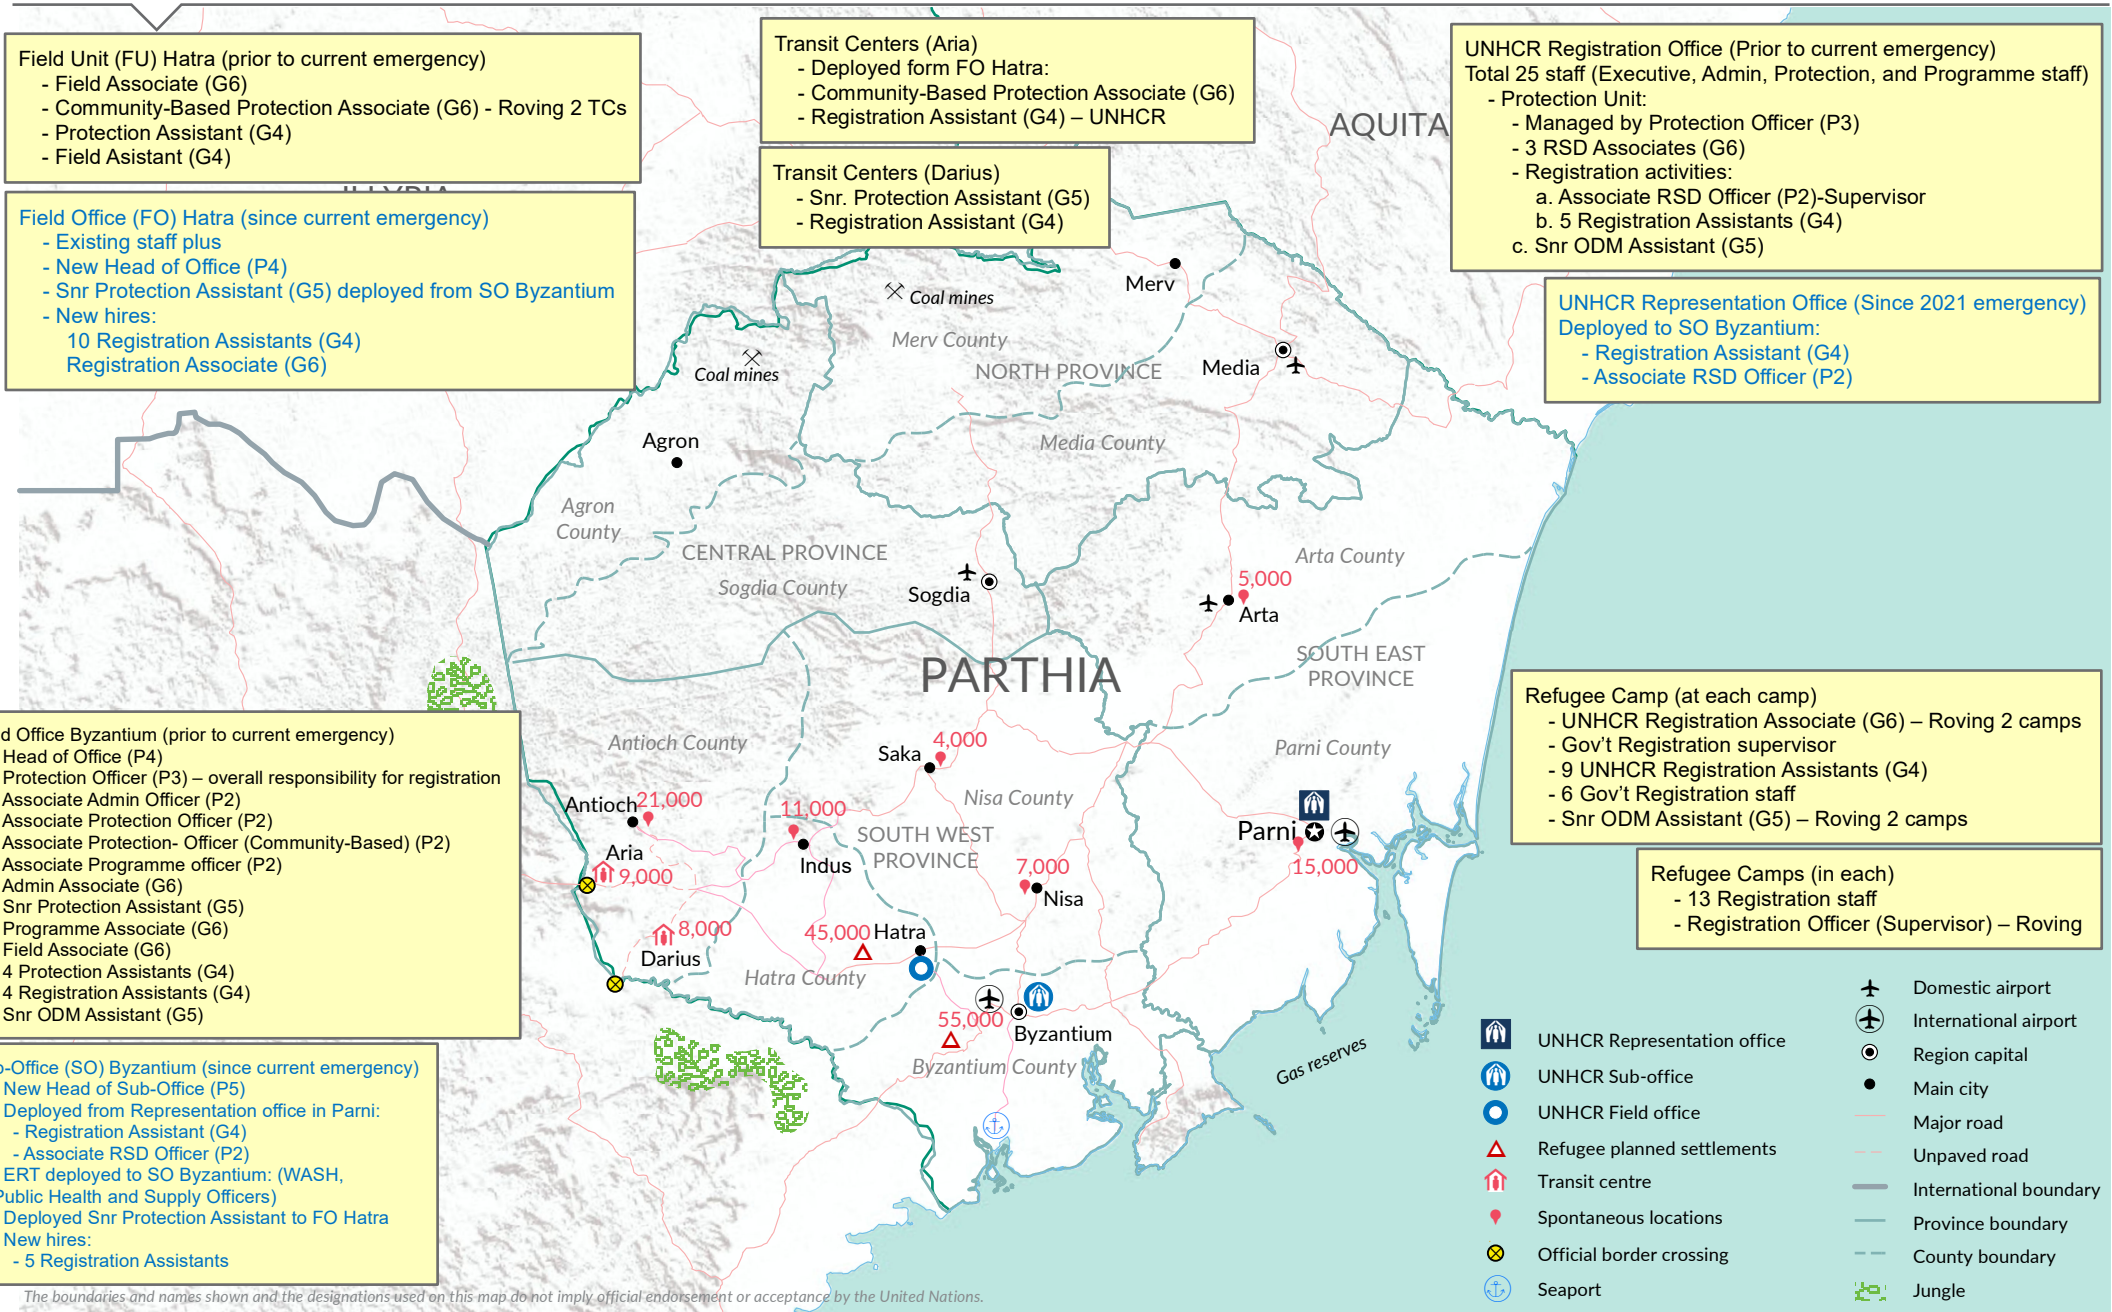 Field Unit (FU) Hatra (prior to current emergency)
- Field Associate (G6)
- Community-Based Protection Associate (G6) - Roving 2 TCs
- Protection Assistant (G4)
- Field Asistant (G4)
Field Office (FO) Hatra (since current emergency)
- Existing staff plus
- New Head of Office (P4)
- Snr Protection Assistant (G5) deployed from SO Byzantium
- New hires:
10 Registration Assistants (G4)
Registration Associate (G6)
Transit Centers (Aria)
- Deployed form FO Hatra:
- Community-Based Protection Associate (G6)
- Registration Assistant (G4) – UNHCR
Transit Centers (Darius)
- Snr. Protection Assistant (G5)
- Registration Assistant (G4)
AQUITA
UNHCR Registration Office (Prior to current emergency)
Total 25 staff (Executive, Admin, Protection, and Programme staff)
- Protection Unit:
- Managed by Protection Officer (P3)
- 3 RSD Associates (G6)
- Registration activities:
a. Associate RSD Officer (P2)-Supervisor
b. 5 Registration Assistants (G4)
c. Snr ODM Assistant (G5)
UNHCR Representation Office (Since 2021 emergency)
Deployed to SO Byzantium:
- Registration Assistant (G4)
- Associate RSD Officer (P2)
Merv
Coal mines
Merv County
Coal mines
NORTH PROVINCE
Media
Agron
Media County
Agron
County
CENTRAL PROVINCE
Sogdia County
Sogdia
Arta County
5,000
Arta
PARTHIA
SOUTH EAST
PROVINCE
Antioch County
Saka
4,000
Parni County
Nisa County
Antioch
21,000
11,000
SOUTH WEST
PROVINCE
Indus
Aria
9,000
7,000
Nisa
Parni
15,000
8,000
Darius
45,000
Hatra
Hatra County
55,000
Byzantium
Byzantium County
Gas reserves
Refugee Camp (at each camp)
- UNHCR Registration Associate (G6) – Roving 2 camps
- Gov't Registration supervisor
- 9 UNHCR Registration Assistants (G4)
- 6 Gov't Registration staff
- Snr ODM Assistant (G5) – Roving 2 camps
Refugee Camps (in each)
- 13 Registration staff
- Registration Officer (Supervisor) – Roving
d Office Byzantium (prior to current emergency)
Head of Office (P4)
Protection Officer (P3) – overall responsibility for registration
Associate Admin Officer (P2)
Associate Protection Officer (P2)
Associate Protection- Officer (Community-Based) (P2)
Associate Programme officer (P2)
Admin Associate (G6)
Snr Protection Assistant (G5)
Programme Associate (G6)
Field Associate (G6)
4 Protection Assistants (G4)
4 Registration Assistants (G4)
Snr ODM Assistant (G5)
-Office (SO) Byzantium (since current emergency)
New Head of Sub-Office (P5)
Deployed from Representation office in Parni:
- Registration Assistant (G4)
- Associate RSD Officer (P2)
ERT deployed to SO Byzantium: (WASH,
Public Health and Supply Officers)
Deployed Snr Protection Assistant to FO Hatra
New hires:
- 5 Registration Assistants
UNHCR Representation office
UNHCR Sub-office
UNHCR Field office
Refugee planned settlements
Transit centre
Spontaneous locations
Official border crossing
Seaport
Domestic airport
International airport
Region capital
Main city
Major road
Unpaved road
International boundary
Province boundary
County boundary
Jungle
The boundaries and names shown and the designations used on this map do not imply official endorsement or acceptance by the United Nations.